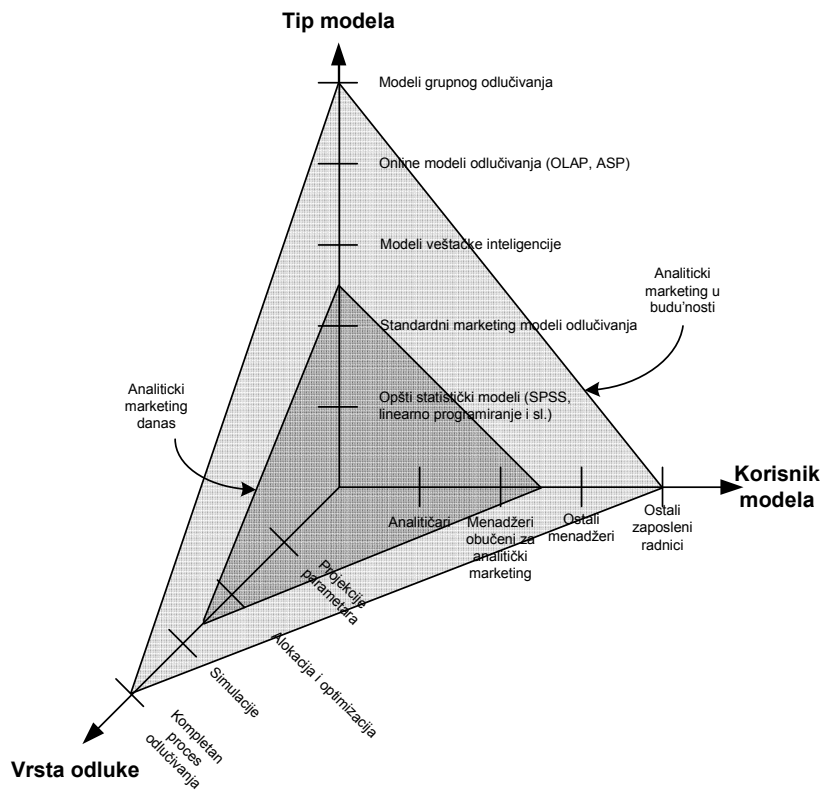 Tip modela
Modeli grupnog odlučivanja
Online modeli odlučivanja (OLAP, ASP)
Modeli veštačke inteligencije
Analiticki
marketing u
budu’nosti
Standardni marketing modeli odlučivanja
Analiticki
marketing
danas
Opšti statistički modeli (SPSS,
linearno programiranje i sl.)
Korisnik
modela
Analitičari
Menadžeri
obučeni za
analitički
marketing
Ostali
menadžeri
Ostali
zaposleni
radnici
Projekcije
parametara
Alokacija i optimizacija
Simulacije
Kompletan
proces
odlučivanja
Vrsta odluke